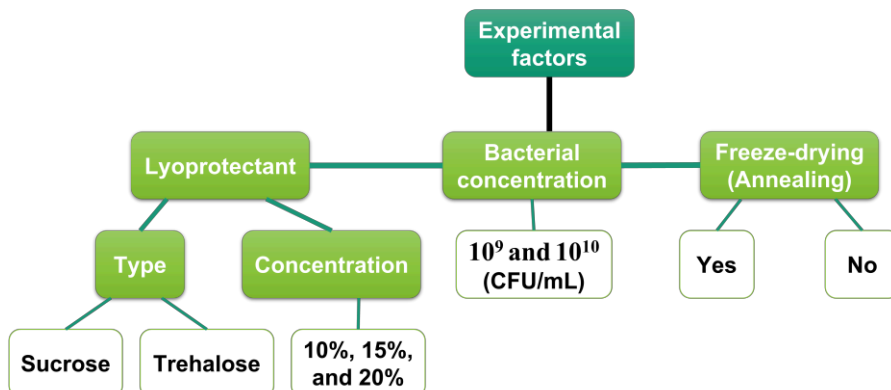 Experimental
factors
Lyoprotectant
Bacterial
concentration
Freeze-drying
(Annealing)
Type
Concentration
10⁹ and 10¹⁰
(CFU/mL)
Yes
No
Sucrose
Trehalose
10%, 15%,
and 20%